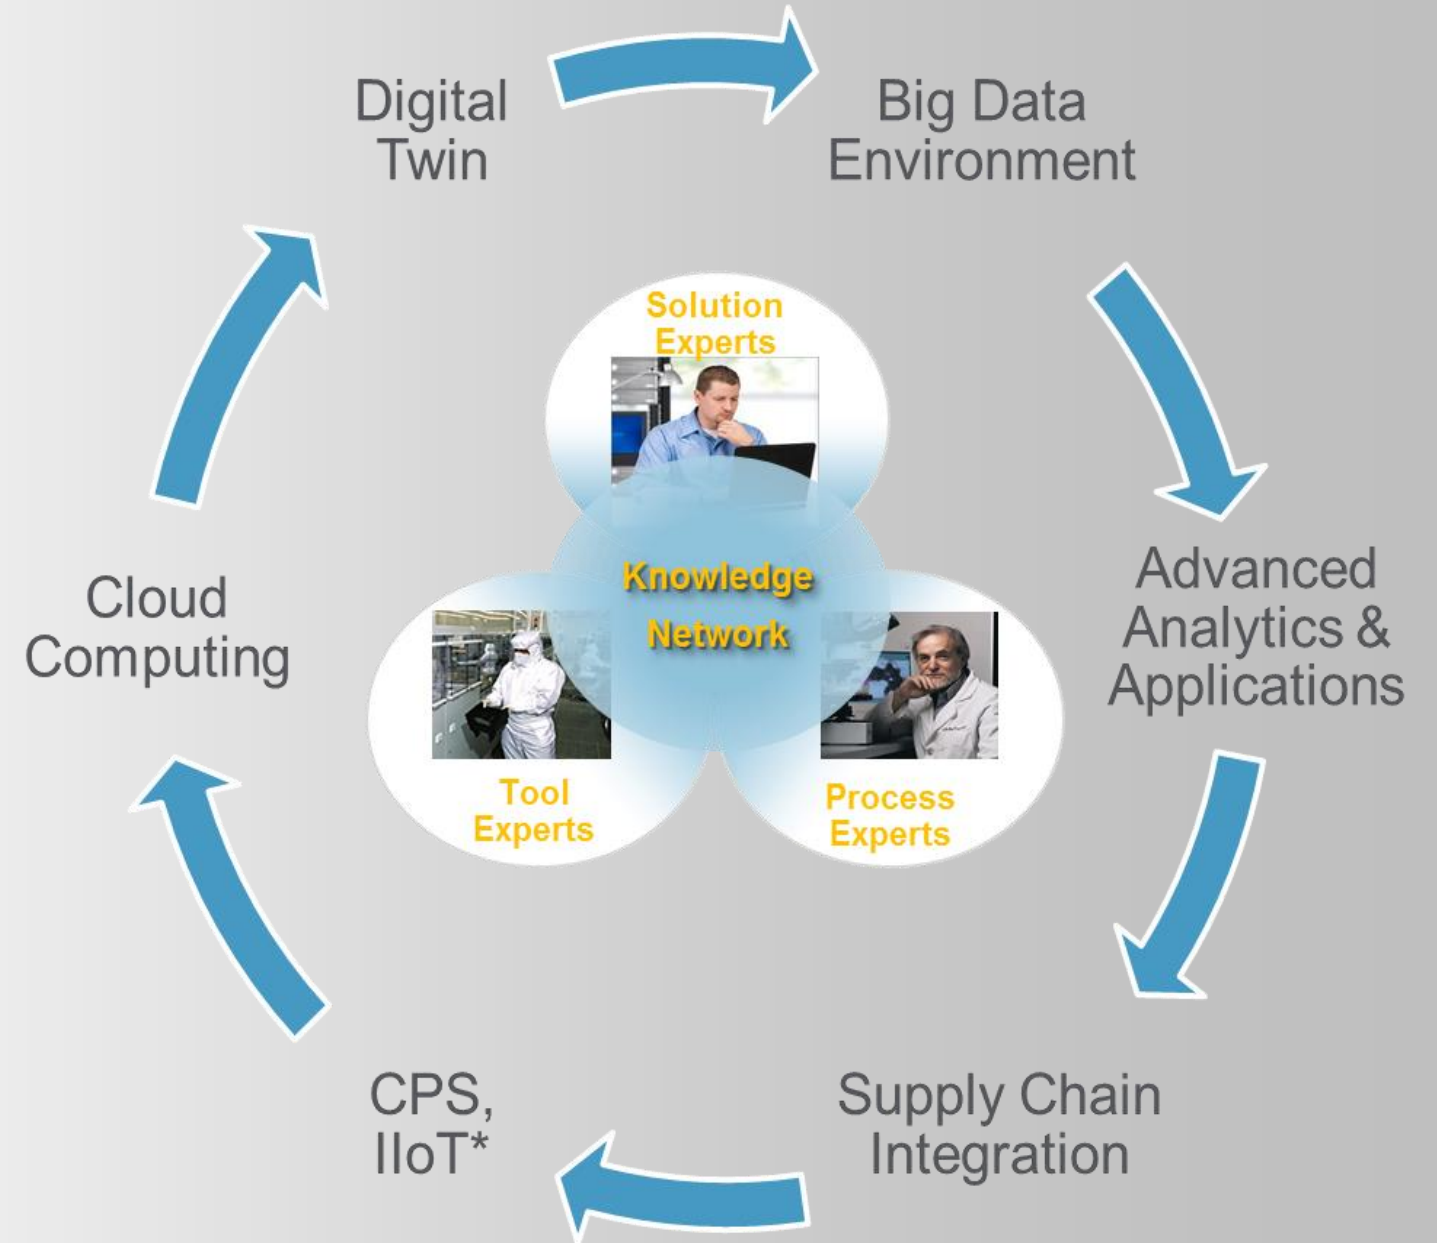 Digital
Twin
Big Data
Environment
Solution
Experts
Knowledge
Network
Cloud
Computing
Advanced
Analytics &
Applications
Tool
Experts
Process
Experts
CPS,
IIoT*
Supply Chain
Integration